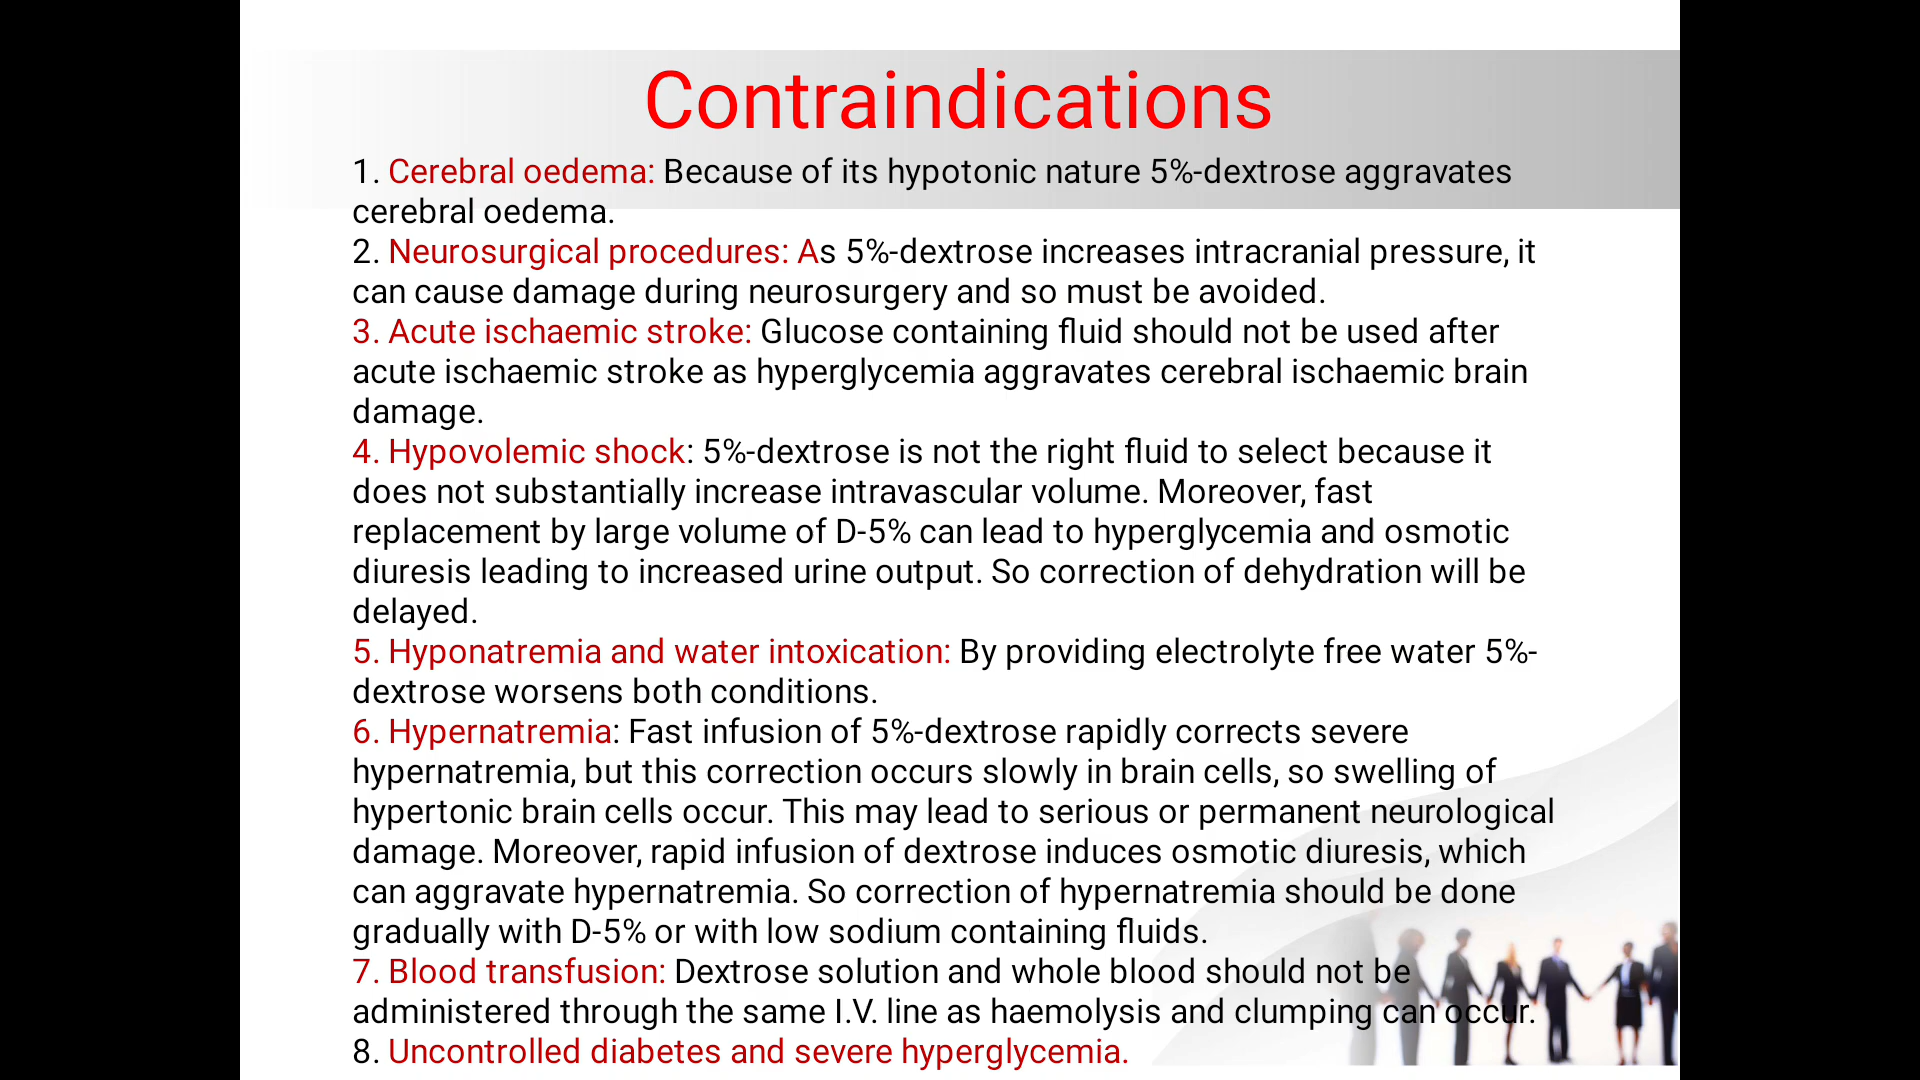 Contraindications
1. Cerebral oedema: Because of its hypotonic nature 5%-dextrose aggravates
cerebral oedema.
2. Neurosurgical procedures: As 5%-dextrose increases intracranial pressure, it
can cause damage during neurosurgery and so must be avoided.
3. Acute ischaemic stroke: Glucose containing fluid should not be used after
acute ischaemic stroke as hyperglycemia aggravates cerebral ischaemic brain
damage.
4. Hypovolemic shock: 5%-dextrose is not the right fluid to select because it
does not substantially increase intravascular volume. Moreover, fast
replacement by large volume of D-5% can lead to hyperglycemia and osmotic
diuresis leading to increased urine output. So correction of dehydration will be
delayed.
5. Hyponatremia and water intoxication: By providing electrolyte free water 5%-
dextrose worsens both conditions.
6. Hypernatremia: Fast infusion of 5%-dextrose rapidly corrects severe
hypernatremia, but this correction occurs slowly in brain cells, so swelling of
hypertonic brain cells occur. This may lead to serious or permanent neurological
damage. Moreover, rapid infusion of dextrose induces osmotic diuresis, which
can aggravate hypernatremia. So correction of hypernatremia should be done
gradually with D-5% or with low sodium containing fluids.
7. Blood transfusion: Dextrose solution and whole blood should not be
administered through the same I.V. line as haemolysis and clumping can occur.
8. Uncontrolled diabetes and severe hyperglycemia.